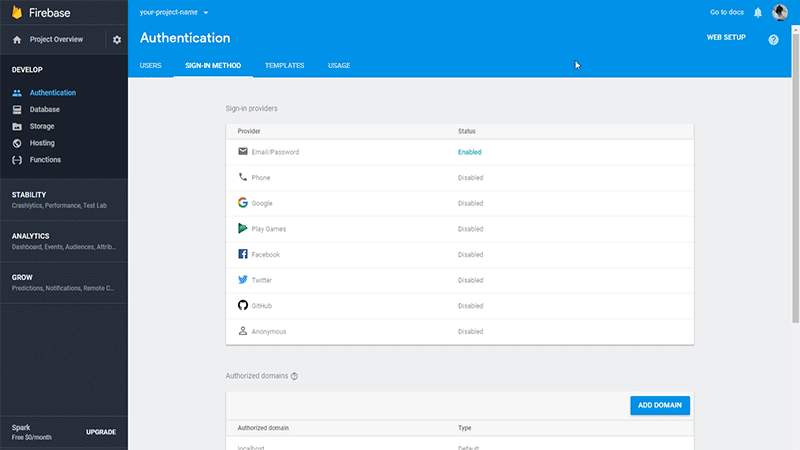 Firebase
your-project-name
Go to docs
Project Overview
Authentication
WEB SETUP
USERS
SIGN-IN METHOD
TEMPLATES
USAGE
DEVELOP
Authentication
Database
Storage
Hosting
Functions
STABILITY
Crashlytics, Performance, Test Lab
ANALYTICS
Dashboard, Events, Audiences, Attrib...
GROW
Predictions, Notifications, Remote C...
Spark
Free $0/month
UPGRADE
Sign-in providers
Provider Status
Email/Password Enabled
Phone Disabled
Google Disabled
Play Games Disabled
Facebook Disabled
Twitter Disabled
GitHub Disabled
Anonymous Disabled
Authorized domains
ADD DOMAIN
Authorized domain Type
localhost Default